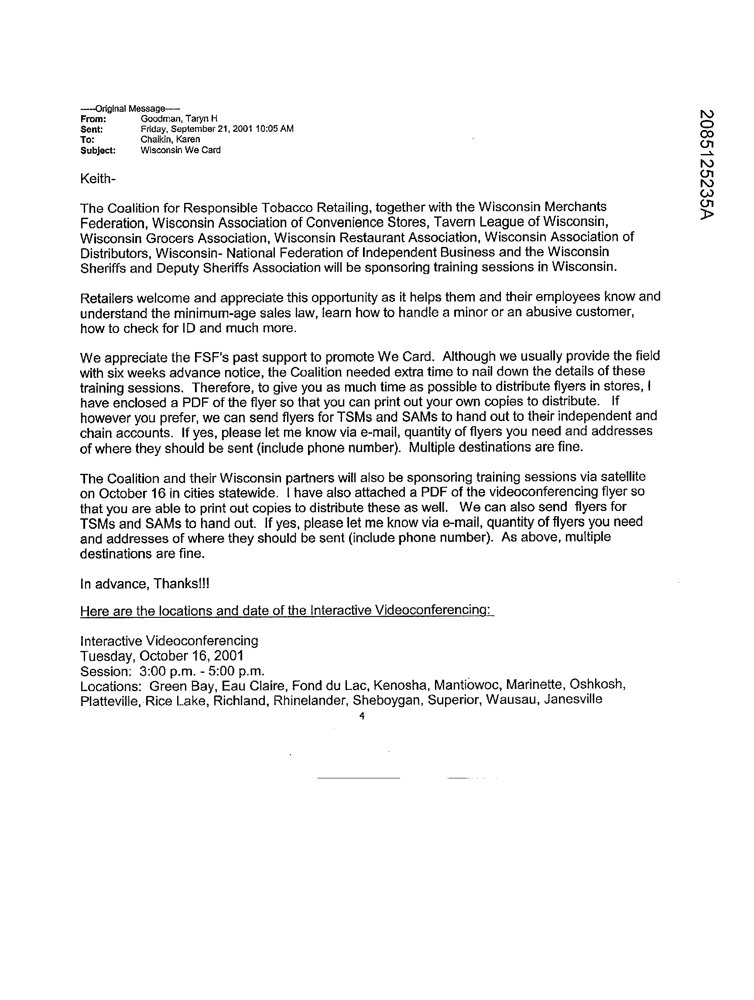 -----Original Message-----
From: Goodman, Taryn H
Sent: Friday, September 21, 2001 10:05 AM
To: Chaikin, Karen
Subject: Wisconsin We Card
Keith-
The Coalition for Responsible Tobacco Retailing, together with the Wisconsin Merchants
Federation, Wisconsin Association of Convenience Stores, Tavern League of Wisconsin,
Wisconsin Grocers Association, Wisconsin Restaurant Association, Wisconsin Association of
Distributors, Wisconsin- National Federation of Independent Business and the Wisconsin
Sheriffs and Deputy Sheriffs Association will be sponsoring training sessions in Wisconsin.
Retailers welcome and appreciate this opportunity as it helps them and their employees know and
understand the minimum-age sales law, learn how to handle a minor or an abusive customer,
how to check for ID and much more.
We appreciate the FSF's past support to promote We Card. Although we usually provide the field
with six weeks advance notice, the Coalition needed extra time to nail down the details of these
training sessions. Therefore, to give you as much time as possible to distribute flyers in stores, I
have enclosed a PDF of the flyer so that you can print out your own copies to distribute. If
however you prefer, we can send flyers for TSMs and SAMs to hand out to their independent and
chain accounts. If yes, please let me know via e-mail, quantity of flyers you need and addresses
of where they should be sent (include phone number). Multiple destinations are fine.
The Coalition and their Wisconsin partners will also be sponsoring training sessions via satellite
on October 16 in cities statewide. I have also attached a PDF of the videoconferencing flyer so
that you are able to print out copies to distribute these as well. We can also send flyers for
TSMs and SAMs to hand out. If yes, please let me know via e-mail, quantity of flyers you need
and addresses of where they should be sent (include phone number). As above, multiple
destinations are fine.
In advance, Thanks!!!
Here are the locations and date of the Interactive Videoconferencing:
Interactive Videoconferencing
Tuesday, October 16, 2001
Session: 3:00 p.m. - 5:00 p.m.
Locations: Green Bay, Eau Claire, Fond du Lac, Kenosha, Mantiowoc, Marinette, Oshkosh,
Platteville, Rice Lake, Richland, Rhinelander, Sheboygan, Superior, Wausau, Janesville
4
2085125235A